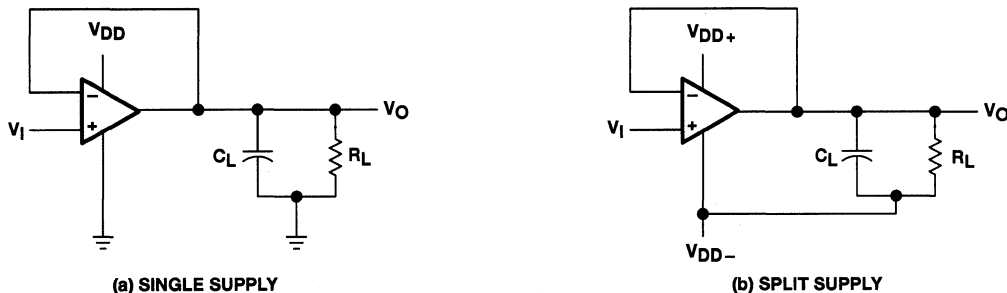 VDD
−
+
VI
VO
CL
RL
(a) SINGLE SUPPLY
VDD+
−
+
VI
VO
CL
RL
VDD−
(b) SPLIT SUPPLY